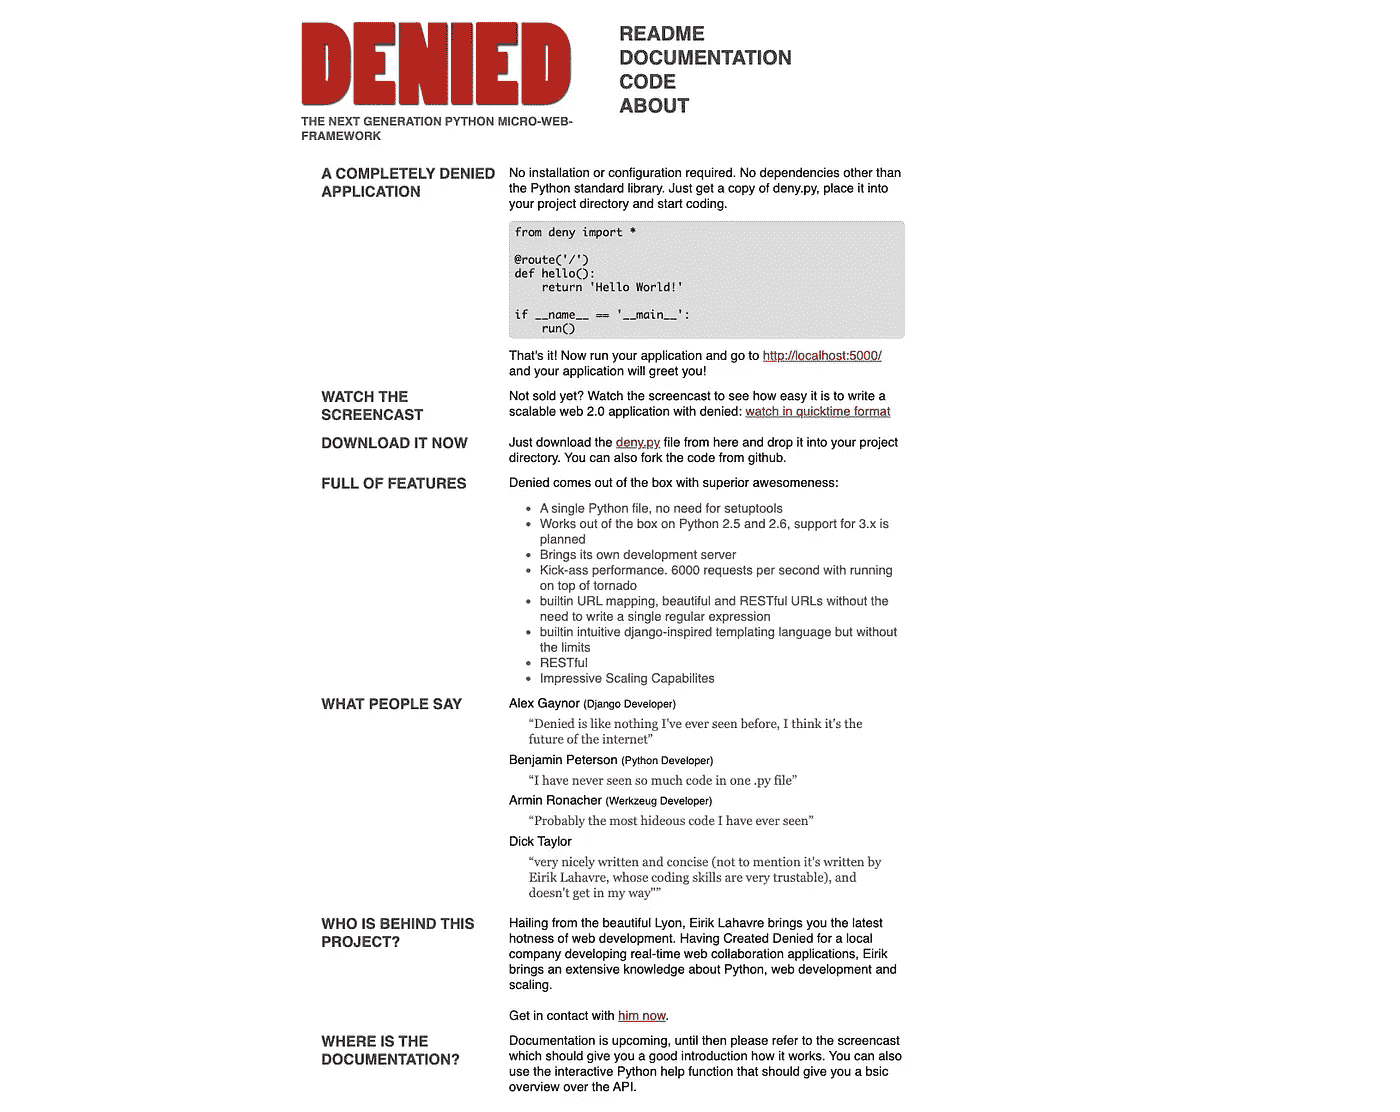 DENIED
THE NEXT GENERATION PYTHON MICRO-WEB-
FRAMEWORK
README
DOCUMENTATION
CODE
ABOUT
A COMPLETELY DENIED
APPLICATION
No installation or configuration required. No dependencies other than
the Python standard library. Just get a copy of deny.py, place it into
your project directory and start coding.
from deny import *
@route('/')
def hello():
    return 'Hello World!'
if __name__ == '__main__':
    run()
That's it! Now run your application and go to http://localhost:5000/
and your application will greet you!
WATCH THE
SCREENCAST
Not sold yet? Watch the screencast to see how easy it is to write a
scalable web 2.0 application with denied: watch in quicktime format
DOWNLOAD IT NOW
Just download the deny.py file from here and drop it into your project
directory. You can also fork the code from github.
FULL OF FEATURES
Denied comes out of the box with superior awesomeness:
• A single Python file, no need for setuptools
• Works out of the box on Python 2.5 and 2.6, support for 3.x is
planned
• Brings its own development server
• Kick-ass performance. 6000 requests per second with running
on top of tornado
• builtin URL mapping, beautiful and RESTful URLs without the
need to write a single regular expression
• builtin intuitive django-inspired templating language but without
the limits
• RESTful
• Impressive Scaling Capabilites
WHAT PEOPLE SAY
Alex Gaynor (Django Developer)
“Denied is like nothing I've ever seen before, I think it's the
future of the internet”
Benjamin Peterson (Python Developer)
“I have never seen so much code in one .py file”
Armin Ronacher (Werkzeug Developer)
“Probably the most hideous code I have ever seen”
Dick Taylor
“very nicely written and concise (not to mention it's written by
Eirik Lahavre, whose coding skills are very trustable), and
doesn't get in my way"”
WHO IS BEHIND THIS
PROJECT?
Hailing from the beautiful Lyon, Eirik Lahavre brings you the latest
hotness of web development. Having Created Denied for a local
company developing real-time web collaboration applications, Eirik
brings an extensive knowledge about Python, web development and
scaling.
Get in contact with him now.
WHERE IS THE
DOCUMENTATION?
Documentation is upcoming, until then please refer to the screencast
which should give you a good introduction how it works. You can also
use the interactive Python help function that should give you a bsic
overview over the API.